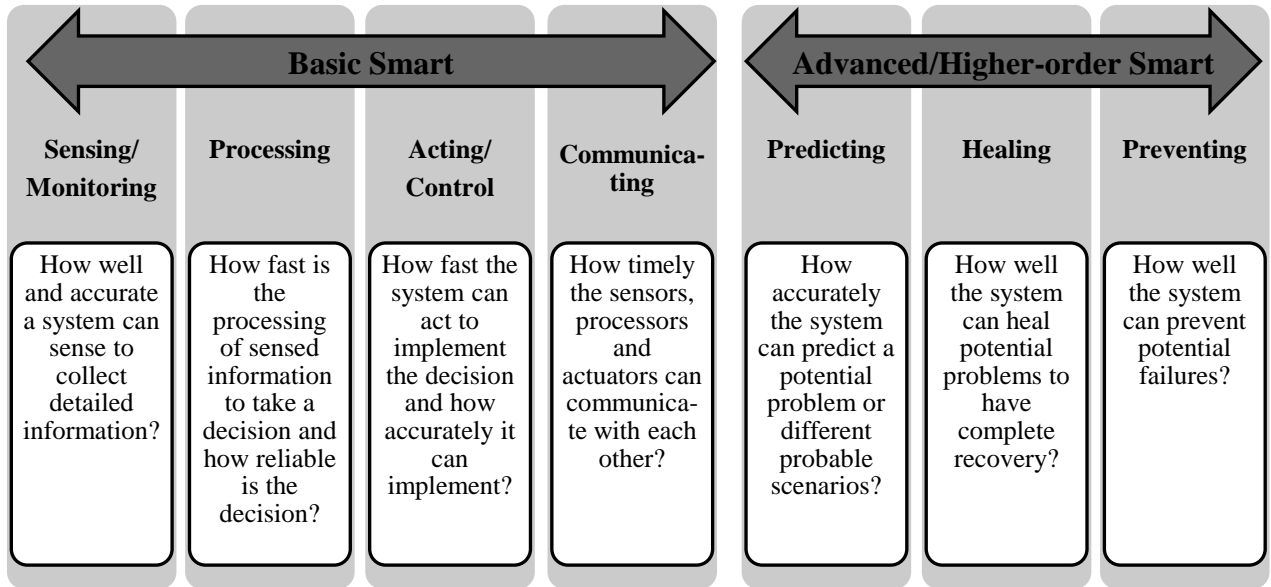 Basic Smart
Advanced/Higher-order Smart
Sensing/
Monitoring
Processing
Acting/
Control
Communica-
ting
Predicting
Healing
Preventing
How well
and accurate
a system can
sense to
collect
detailed
information?
How fast is
the
processing
of sensed
information
to take a
decision and
how reliable
is the
decision?
How fast the
system can
act to
implement
the decision
and how
accurately it
can
implement?
How timely
the sensors,
processors
and
actuators can
communica-
te with each
other?
How
accurately
the system
can predict a
potential
problem or
different
probable
scenarios?
How well
the system
can heal
potential
problems to
have
complete
recovery?
How well
the system
can prevent
potential
failures?